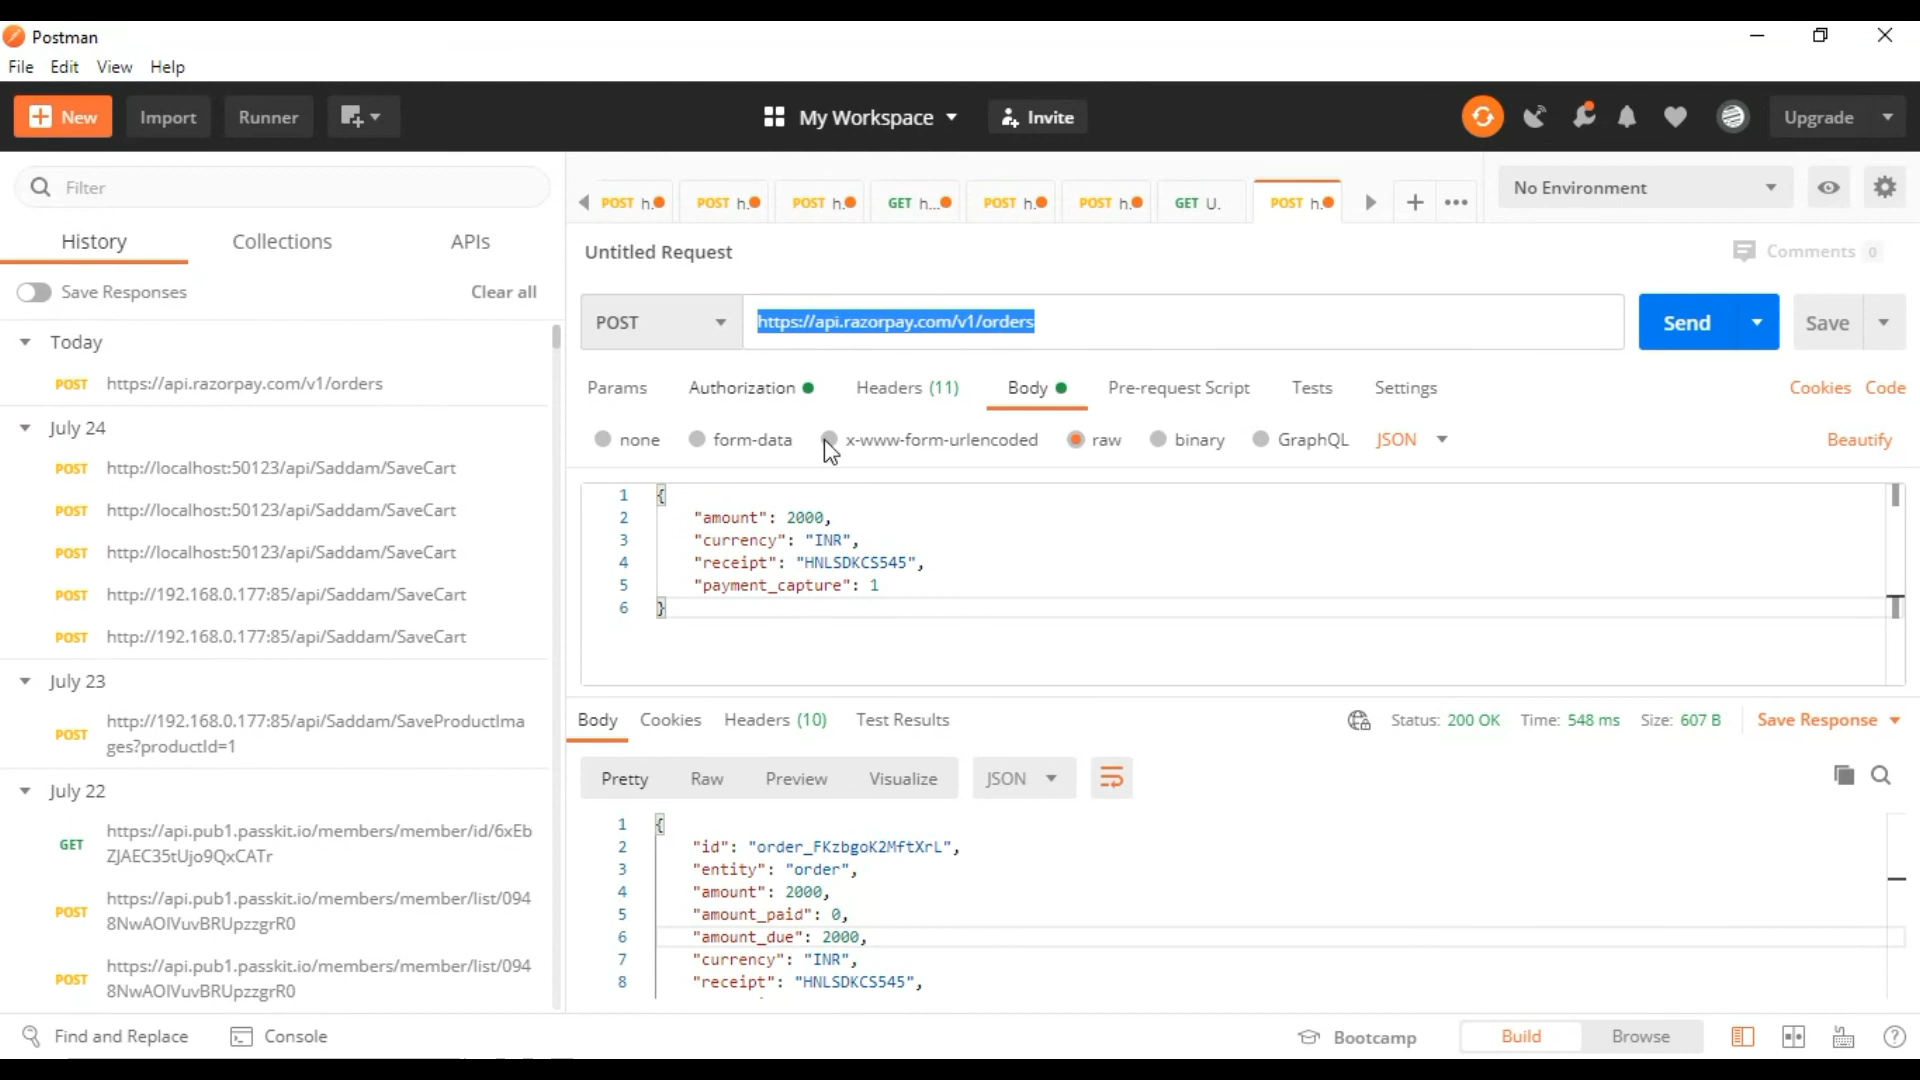 Postman
File Edit View Help
New Import Runner My Workspace Invite Upgrade
Filter
History Collections APIs
Save Responses Clear all
Today
POST https://api.razorpay.com/v1/orders
July 24
POST http://localhost:50123/api/Saddam/SaveCart
POST http://localhost:50123/api/Saddam/SaveCart
POST http://localhost:50123/api/Saddam/SaveCart
POST http://192.168.0.177:85/api/Saddam/SaveCart
POST http://192.168.0.177:85/api/Saddam/SaveCart
July 23
POST http://192.168.0.177:85/api/Saddam/SaveProductIma
ges?productId=1
July 22
GET https://api.pub1.passkit.io/members/member/id/6xEb
ZJAEC35tUjo9QxCATr
POST https://api.pub1.passkit.io/members/member/list/094
8NwAOlVuvBRUpzzgrR0
POST https://api.pub1.passkit.io/members/member/list/094
8NwAOlVuvBRUpzzgrR0
POST h. POST h. POST h. GET h... POST h. POST h. GET U. POST h. No Environment
Untitled Request Comments 0
POST https://api.razorpay.com/v1/orders Send Save
Params Authorization Headers (11) Body Pre-request Script Tests Settings Cookies Code
none form-data x-www-form-urlencoded raw binary GraphQL JSON Beautify
1 {
2 "amount": 2000,
3 "currency": "INR",
4 "receipt": "HNLSDKCS545",
5 "payment_capture": 1
6 }
Body Cookies Headers (10) Test Results Status: 200 OK Time: 548 ms Size: 607 B Save Response
Pretty Raw Preview Visualize JSON
1 {
2 "id": "order_FKzbgoK2MftXrL",
3 "entity": "order",
4 "amount": 2000,
5 "amount_paid": 0,
6 "amount_due": 2000,
7 "currency": "INR",
8 "receipt": "HNLSDKCS545",
Find and Replace Console Bootcamp Build Browse